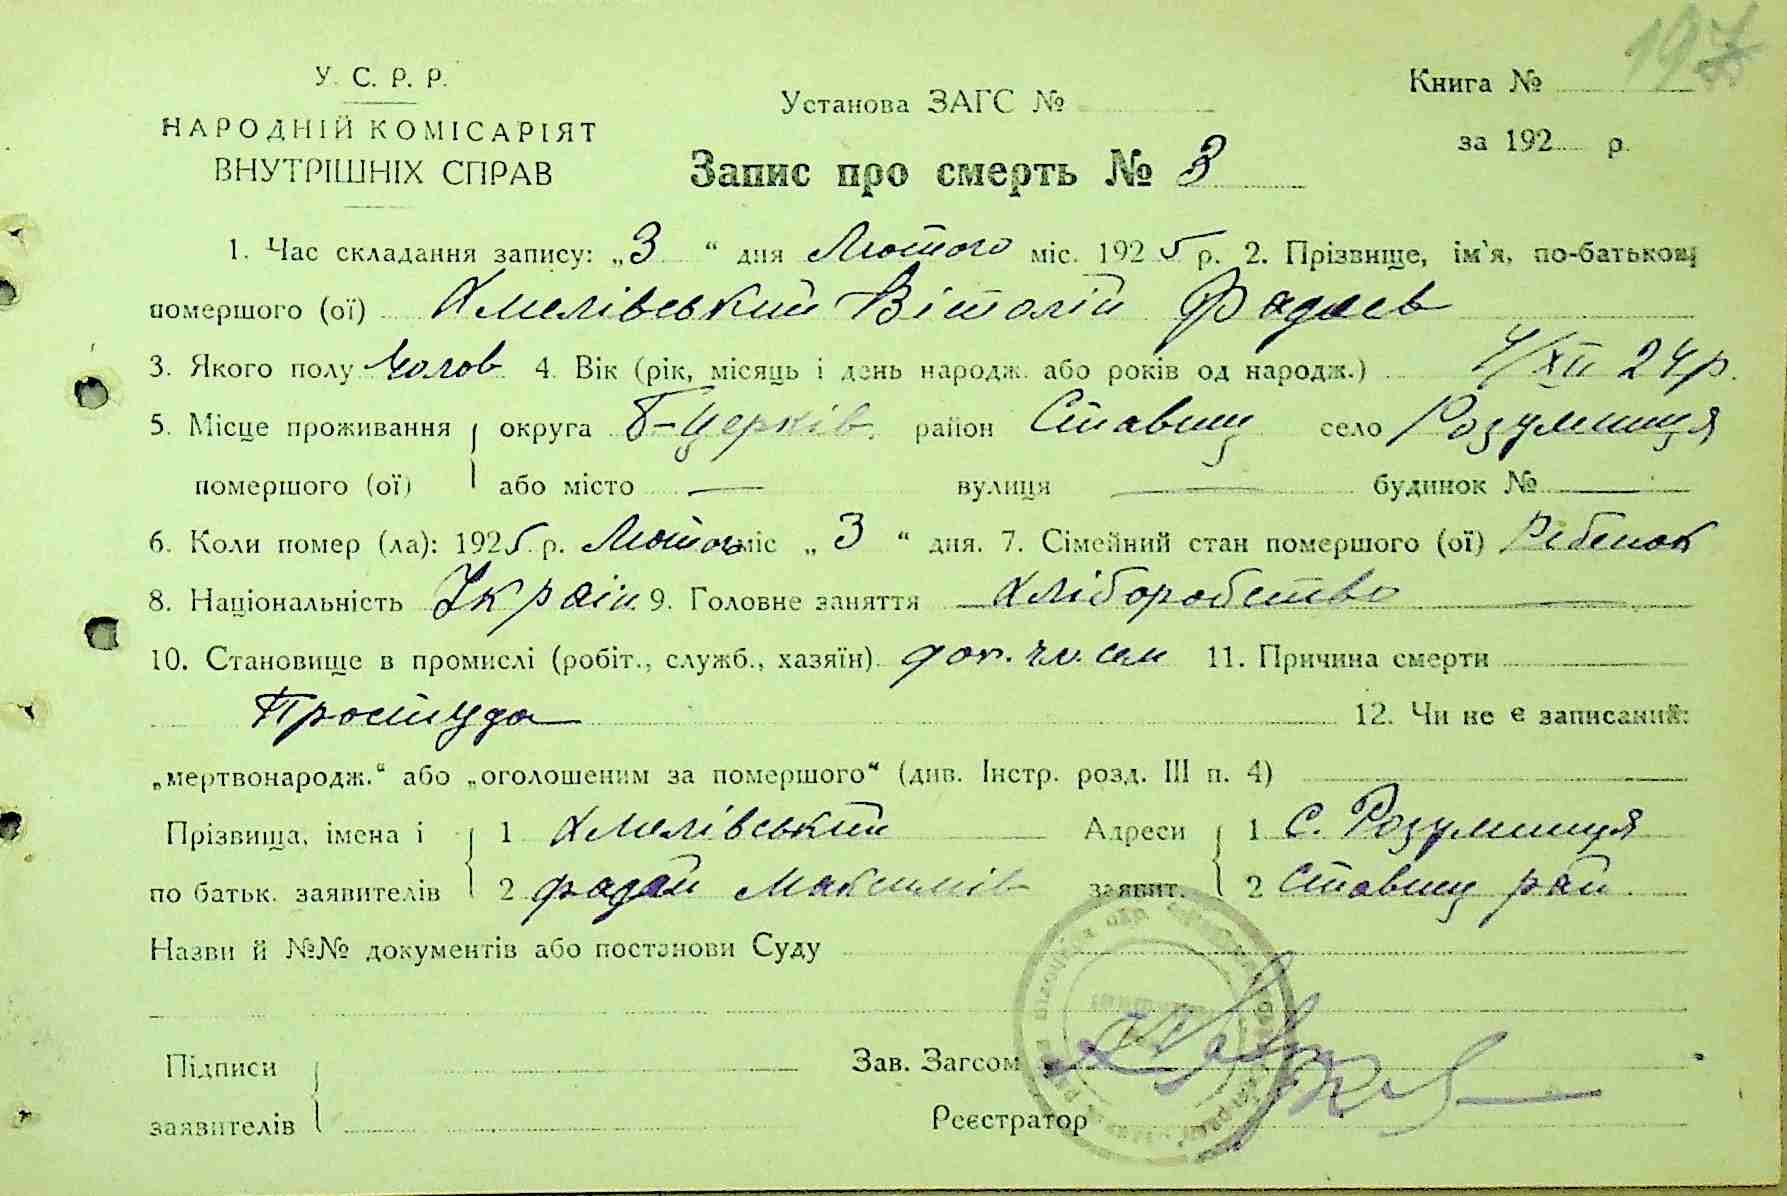 197
У. С. Р. Р.
НАРОДНІЙ КОМІСАРІЯТ
ВНУТРІШНІХ СПРАВ
Установа ЗАГС №
Книга №
за 192 р.
Запис про смерть № 3
1. Час складання запису: „3“ дня Лютого міс. 1925 р. 2. Прізвище, ім'я, по-батькові
помершого (ої) Хмелівський Віталій Фадаєв
3. Якого полу Чолов 4. Вік (рік, місяць і день народж. або років од народж.) 4/XII 24 р.
5. Місце проживання округа Б-Церків район Ставищ село Розумниця
помершого (ої) або місто — вулиця — будинок №
6. Коли помер (ла): 1925 р. Лютого міс „3“ дня. 7. Сімейний стан помершого (ої) Ребенок
8. Національність Україн 9. Головне заняття Хліборобство
10. Становище в промислі (робіт., служб., хазяїн) доп. чл. сем 11. Причина смерти
Простуда 12. Чи не є записаний:
„мертвонародж.“ або „оголошеним за помершого“ (див. Інстр. розд. III п. 4)
Прізвища, імена і 1 Хмелівський Адреси 1 С. Розумниця
по батьк. заявителів 2 Фадей Максимів заявит. 2 Ставищ рай
Назви й №№ документів або постанови Суду
Підписи Зав. Загсом
заявителів Реєстратор